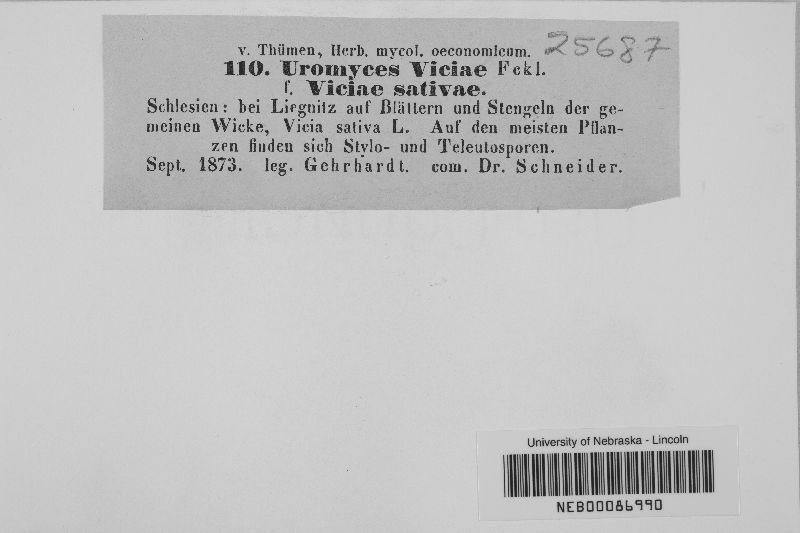 v. Thümen, Herb. mycol. oeconomicum. 25687
110. Uromyces Viciae Fckl.
f. Viciae sativae.
Schlesien: bei Liegnitz auf Blättern und Stengeln der ge-
meinen Wicke, Vicia sativa L. Auf den meisten Pflan-
zen finden sich Stylo- und Teleutosporen.
Sept. 1873. leg. Gehrhardt. com. Dr. Schneider.
University of Nebraska - Lincoln
NEB00086990